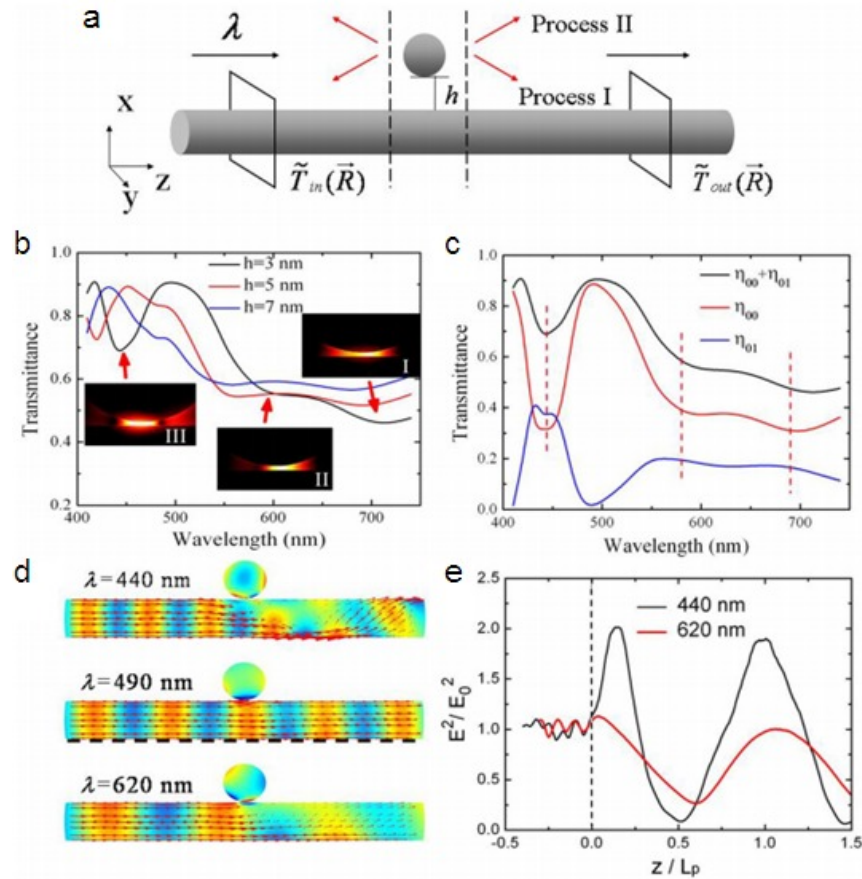 a
λ
Process II
Process I
h
x
z
y
T̃in(R⃗)
T̃out(R⃗)
b
h=3 nm
h=5 nm
h=7 nm
I
II
III
Transmittance
1.0
0.8
0.6
0.4
0.2
400 500 600 700
Wavelength (nm)
c
η00+η01
η00
η01
Transmittance
1.0
0.8
0.6
0.4
0.2
0.0
400 500 600 700
Wavelength (nm)
d
λ=440 nm
λ=490 nm
λ=620 nm
e
440 nm
620 nm
E²/E₀²
2.5
2.0
1.5
1.0
0.5
0.0
-0.5 0.0 0.5 1.0 1.5
z / Lp